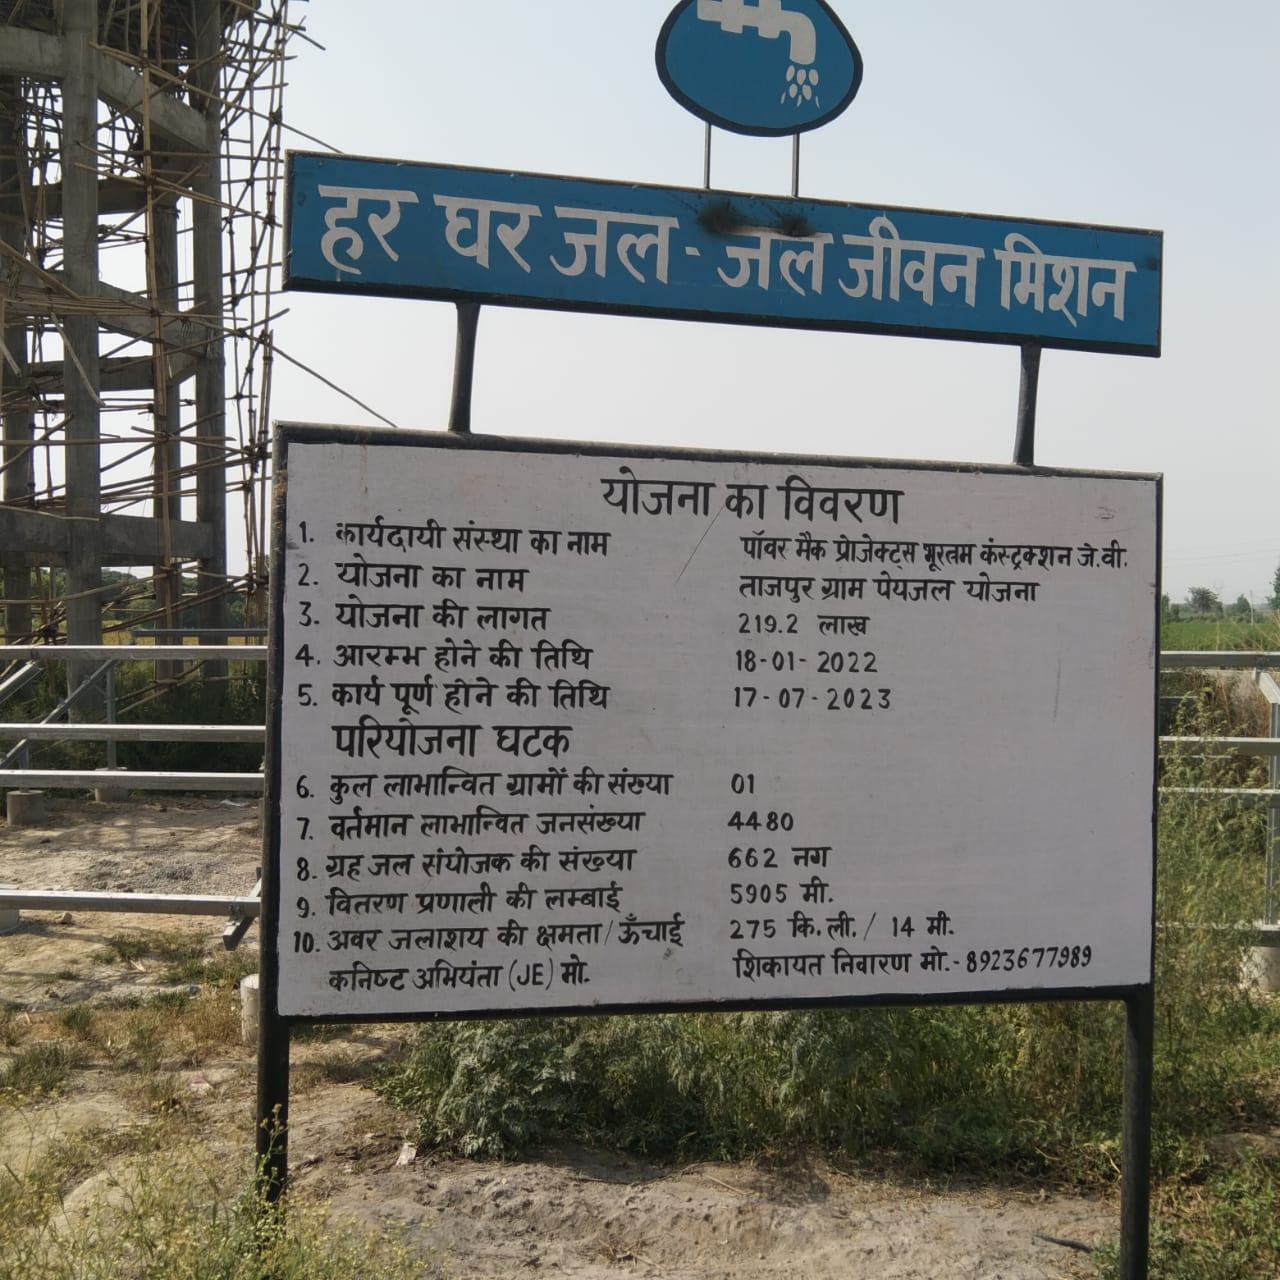 हर घर जल - जल जीवन मिशन
योजना का विवरण
1. कार्यदायी संस्था का नाम पॉवर मैक प्रोजेक्ट्स भूरत्नम कंस्ट्रक्शन जे.वी.
2. योजना का नाम ताजपुर ग्राम पेयजल योजना
3. योजना की लागत 219.2 लाख
4. आरम्भ होने की तिथि 18-01-2022
5. कार्य पूर्ण होने की तिथि 17-07-2023
परियोजना घटक
6. कुल लाभान्वित ग्रामों की संख्या 01
7. वर्तमान लाभान्वित जनसंख्या 4480
8. ग्रह जल संयोजक की संख्या 662 नग
9. वितरण प्रणाली की लम्बाई 5905 मी.
10. अवर जलाशय की क्षमता/ऊँचाई 275 कि.ली. / 14 मी.
कनिष्ट अभियंता (JE) मो. शिकायत निवारण मो.- 8923677989